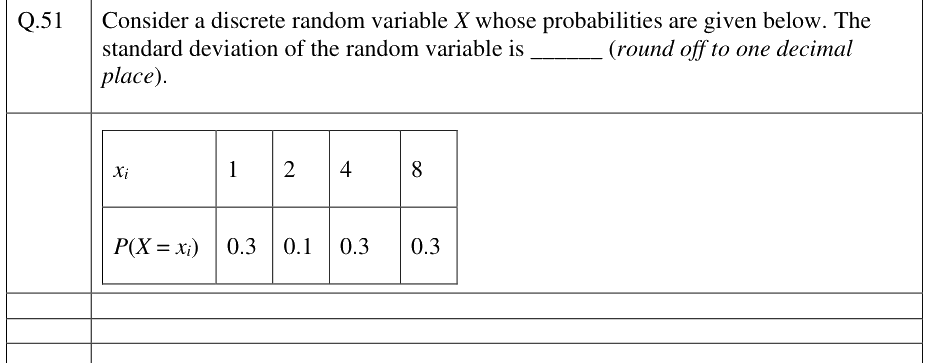 Q.51 Consider a discrete random variable X whose probabilities are given below. The
standard deviation of the random variable is ______ (round off to one decimal
place).
xᵢ 1 2 4 8
P(X = xᵢ) 0.3 0.1 0.3 0.3